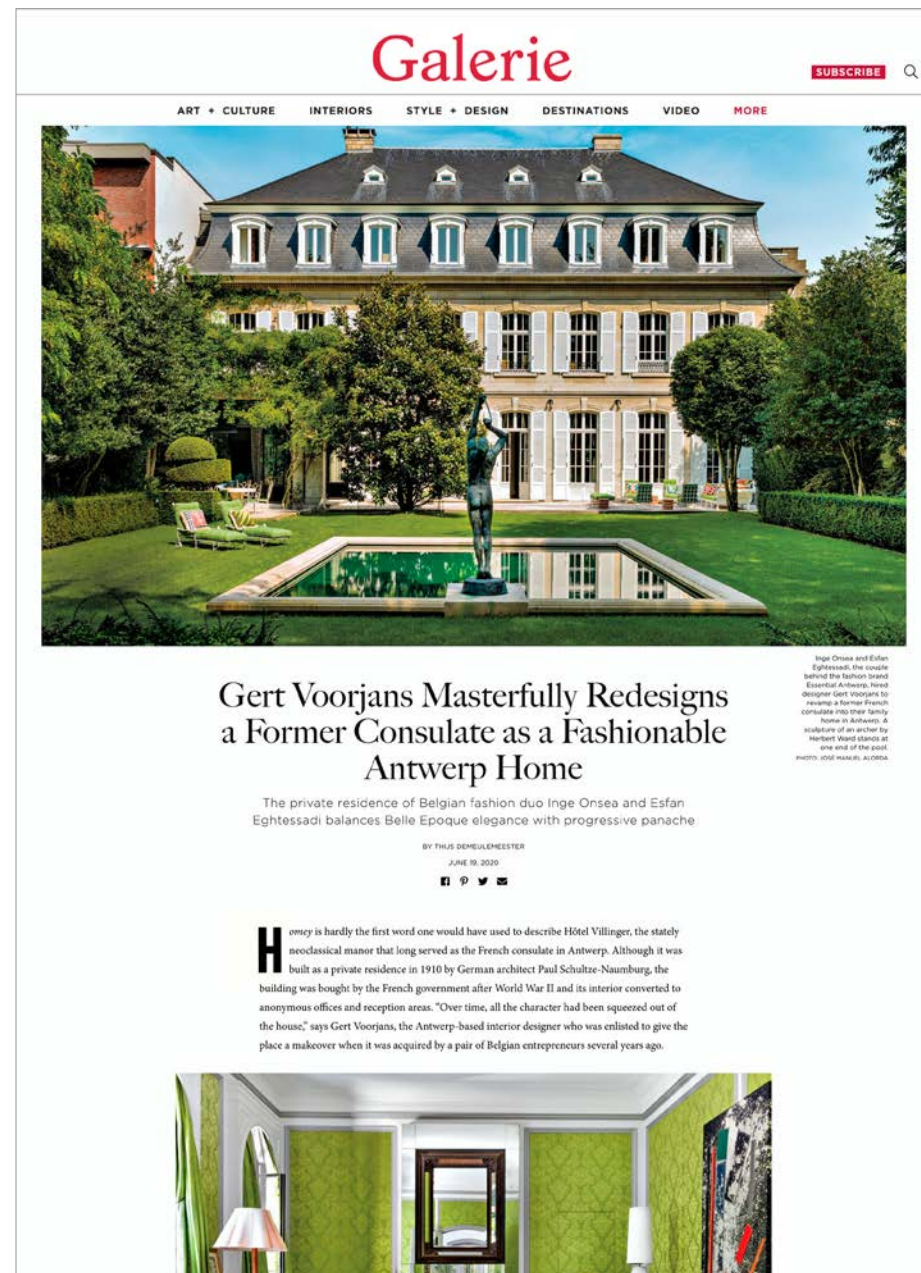 Galerie
SUBSCRIBE
ART + CULTURE INTERIORS STYLE + DESIGN DESTINATIONS VIDEO MORE
Inge Onsea and Esfan
Eghtessadi, the couple
behind the fashion brand
Essential Antwerp, hired
designer Gert Voorjans to
revamp a former French
consulate into their family
home in Antwerp. A
sculpture of an archer by
Herbert Ward stands at
one end of the pool.
PHOTO: JOSÉ MANUEL ALORDA
Gert Voorjans Masterfully Redesigns
a Former Consulate as a Fashionable
Antwerp Home
The private residence of Belgian fashion duo Inge Onsea and Esfan
Eghtessadi balances Belle Epoque elegance with progressive panache
BY THIJS DEMEULEMEESTER
JUNE 19, 2020
Homey is hardly the first word one would have used to describe Hôtel Villinger, the stately
neoclassical manor that long served as the French consulate in Antwerp. Although it was
built as a private residence in 1910 by German architect Paul Schultze-Naumburg, the
building was bought by the French government after World War II and its interior converted to
anonymous offices and reception areas. “Over time, all the character had been squeezed out of
the house,” says Gert Voorjans, the Antwerp-based interior designer who was enlisted to give the
place a makeover when it was acquired by a pair of Belgian entrepreneurs several years ago.